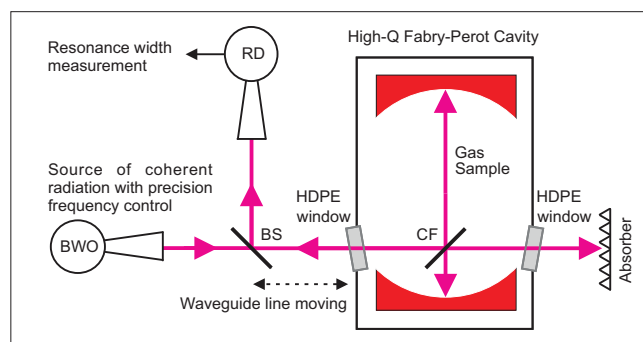 High-Q Fabry-Perot Cavity
Resonance width
measurement
RD
Source of coherent
radiation with precision
frequency control
BWO
BS
HDPE
window
CF
Gas
Sample
HDPE
window
Waveguide line moving
Absorber